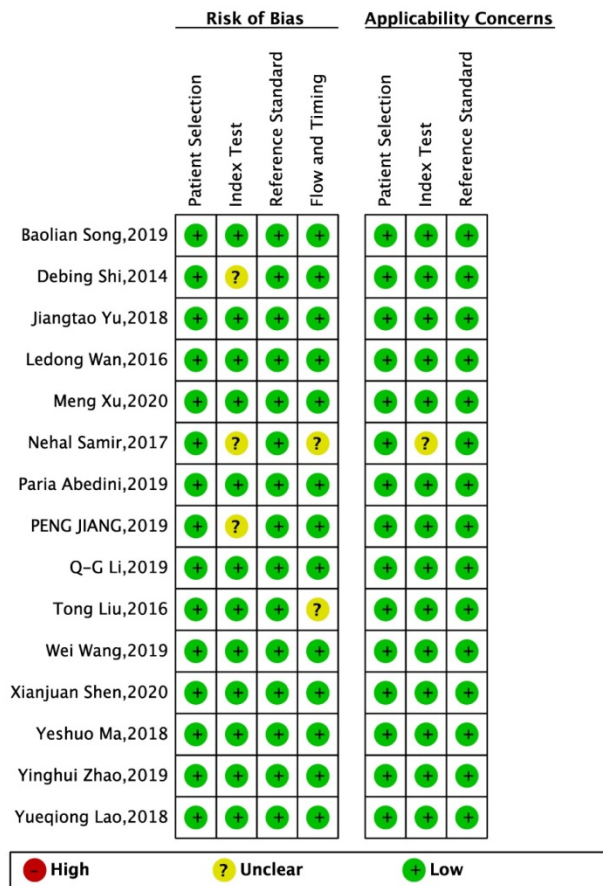 Risk of Bias
Applicability Concerns
Patient Selection
Index Test
Reference Standard
Flow and Timing
Patient Selection
Index Test
Reference Standard
Baolian Song,2019 + + + + + + +
Debing Shi,2014 + ? + + + + +
Jiangtao Yu,2018 + + + + + + +
Ledong Wan,2016 + + + + + + +
Meng Xu,2020 + + + + + + +
Nehal Samir,2017 + ? + ? + ? +
Paria Abedini,2019 + + + + + + +
PENG JIANG,2019 + ? + + + + +
Q-G Li,2019 + + + + + + +
Tong Liu,2016 + + + ? + + +
Wei Wang,2019 + + + + + + +
Xianjuan Shen,2020 + + + + + + +
Yeshuo Ma,2018 + + + + + + +
Yinghui Zhao,2019 + + + + + + +
Yueqiong Lao,2018 + + + + + + +
- High ? Unclear + Low